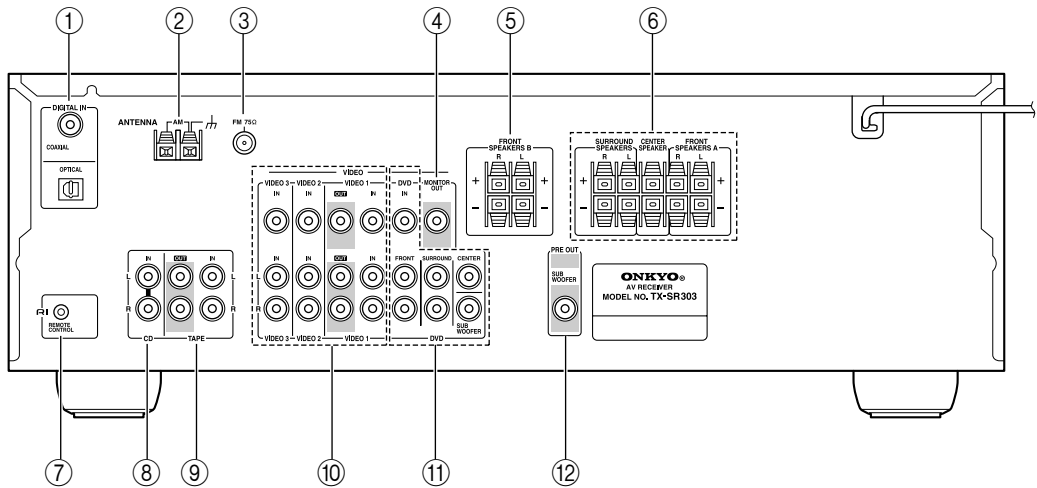 ① ② ③ ④ ⑤ ⑥
DIGITAL IN
COAXIAL
OPTICAL
ANTENNA
AM
FM 75Ω
VIDEO
VIDEO 3 VIDEO 2 VIDEO 1 DVD MONITOR OUT
IN IN OUT IN IN
IN IN OUT IN FRONT SURROUND CENTER
L
R
SUB WOOFER
VIDEO 3 VIDEO 2 VIDEO 1 DVD
FRONT
SPEAKERS B
R L
+ +
− −
SURROUND SPEAKERS
R L
CENTER SPEAKER
FRONT SPEAKERS A
R L
+ +
− −
PRE OUT
SUB WOOFER
ONKYO®
AV RECEIVER
MODEL NO. TX-SR303
RI
REMOTE CONTROL
IN OUT IN
L L
R R
CD TAPE
⑦ ⑧ ⑨ ⑩ ⑪ ⑫